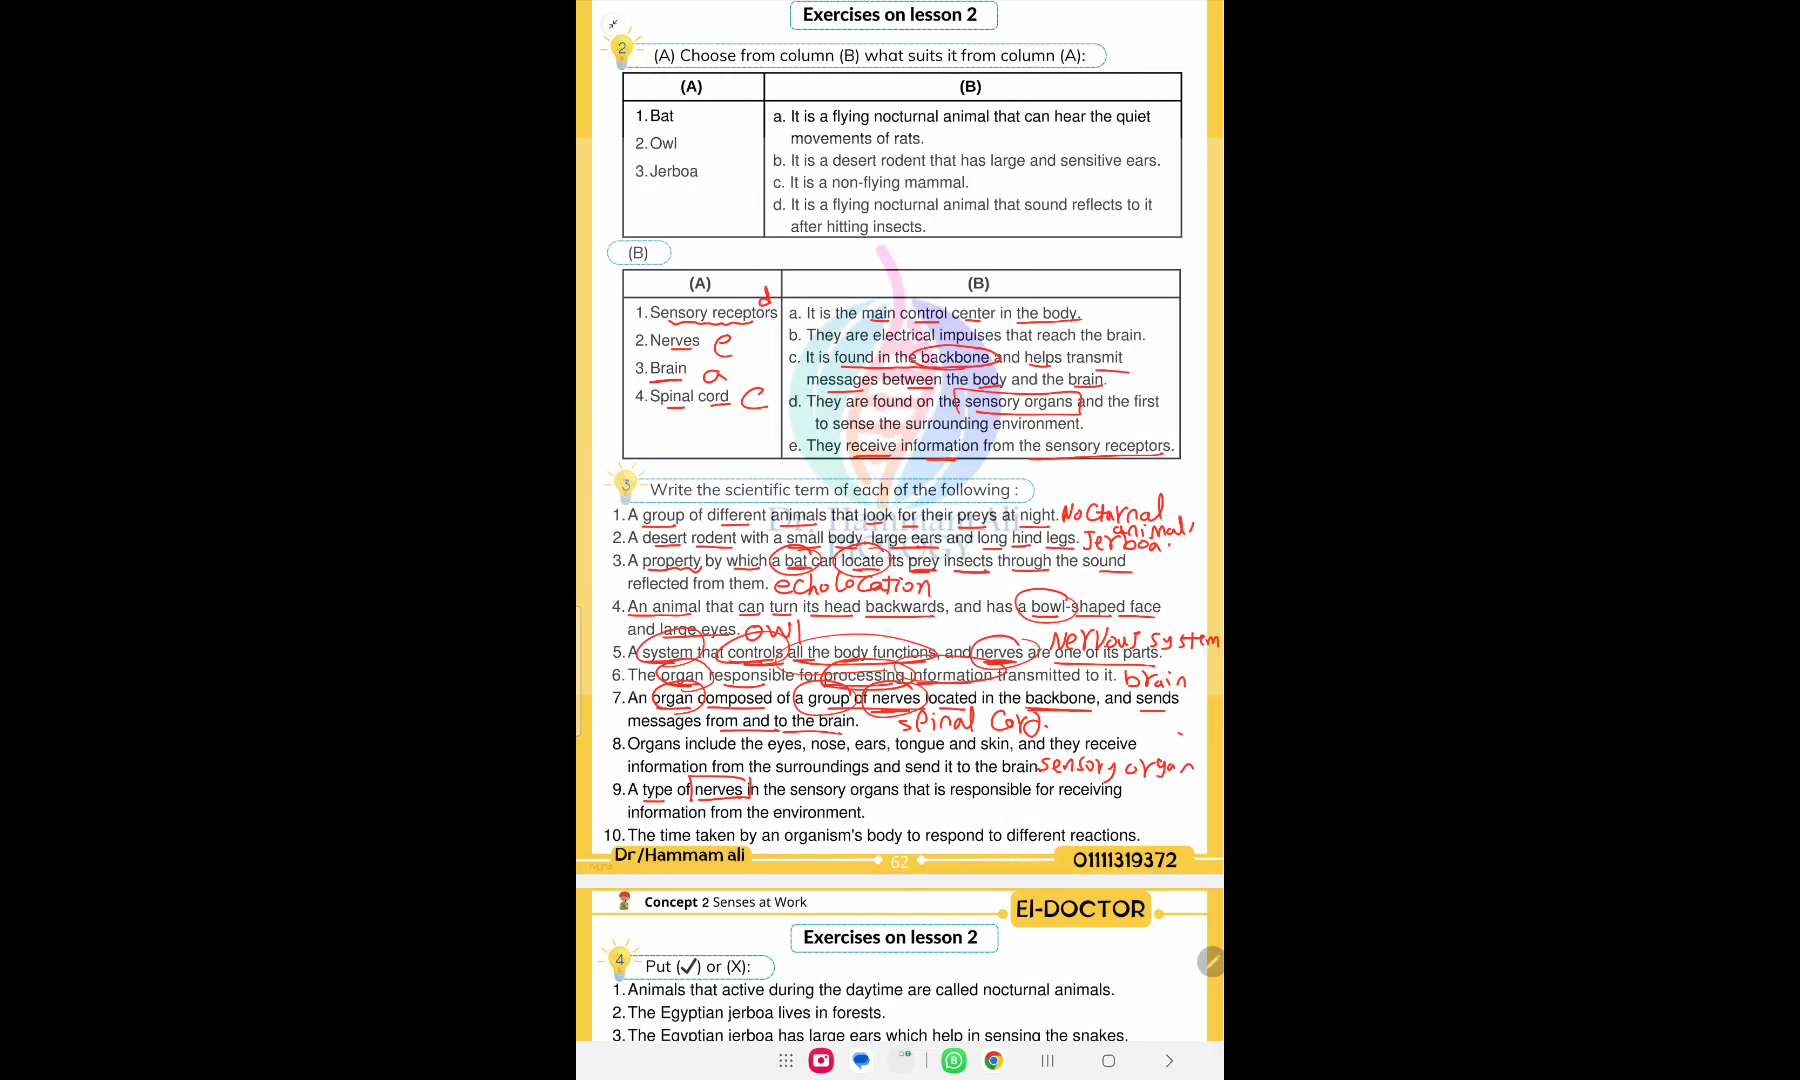 Exercises on lesson 2
2
(A) Choose from column (B) what suits it from column (A):
(A) (B)
1. Bat
2. Owl
3. Jerboa
a. It is a flying nocturnal animal that can hear the quiet
movements of rats.
b. It is a desert rodent that has large and sensitive ears.
c. It is a non-flying mammal.
d. It is a flying nocturnal animal that sound reflects to it
after hitting insects.
(B)
(A) (B)
1. Sensory receptors d
2. Nerves e
3. Brain a
4. Spinal cord C
a. It is the main control center in the body.
b. They are electrical impulses that reach the brain.
c. It is found in the backbone and helps transmit
messages between the body and the brain.
d. They are found on the sensory organs and the first
to sense the surrounding environment.
e. They receive information from the sensory receptors.
3
Write the scientific term of each of the following :
1. A group of different animals that look for their preys at night. Nocturnal
animal,
Dr. Hammam Ali
BIOLOGY
2. A desert rodent with a small body, large ears and long hind legs. Jerboa.
3. A property by which a bat can locate its prey insects through the sound
reflected from them. echolocation
4. An animal that can turn its head backwards, and has a bowl-shaped face
and large eyes. owl
5. A system that controls all the body functions, and nerves are one of its parts. Nervous system
6. The organ responsible for processing information transmitted to it. brain
7. An organ composed of a group of nerves located in the backbone, and sends
messages from and to the brain. spinal Cord.
8. Organs include the eyes, nose, ears, tongue and skin, and they receive
information from the surroundings and send it to the brain. sensory organ
9. A type of nerves in the sensory organs that is responsible for receiving
information from the environment.
10. The time taken by an organism's body to respond to different reactions.
Dr/Hammam ali 62 01111319372
Concept 2 Senses at Work El-DOCTOR
Exercises on lesson 2
4
Put (✓) or (X):
1. Animals that active during the daytime are called nocturnal animals.
2. The Egyptian jerboa lives in forests.
3. The Egyptian jerboa has large ears which help in sensing the snakes.